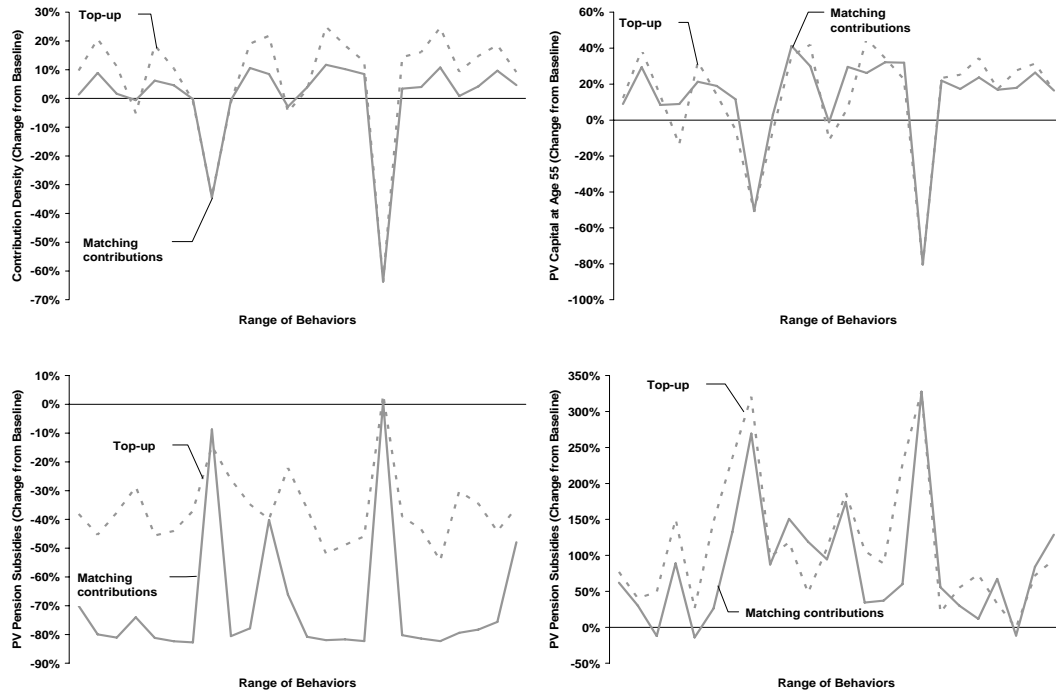 Contribution Density (Change from Baseline)
30%
20%
10%
0%
-10%
-20%
-30%
-40%
-50%
-60%
-70%
Top-up
Matching
contributions
Range of Behaviors
PV Capital at Age 55 (Change from Baseline)
60%
40%
20%
0%
-20%
-40%
-60%
-80%
-100%
Top-up
Matching
contributions
Range of Behaviors
PV Pension Subsidies (Change from Baseline)
10%
0%
-10%
-20%
-30%
-40%
-50%
-60%
-70%
-80%
-90%
Top-up
Matching
contributions
Range of Behaviors
PV Pension Subsidies (Change from Baseline)
350%
300%
250%
200%
150%
100%
50%
0%
-50%
Top-up
Matching contributions
Range of Behaviors